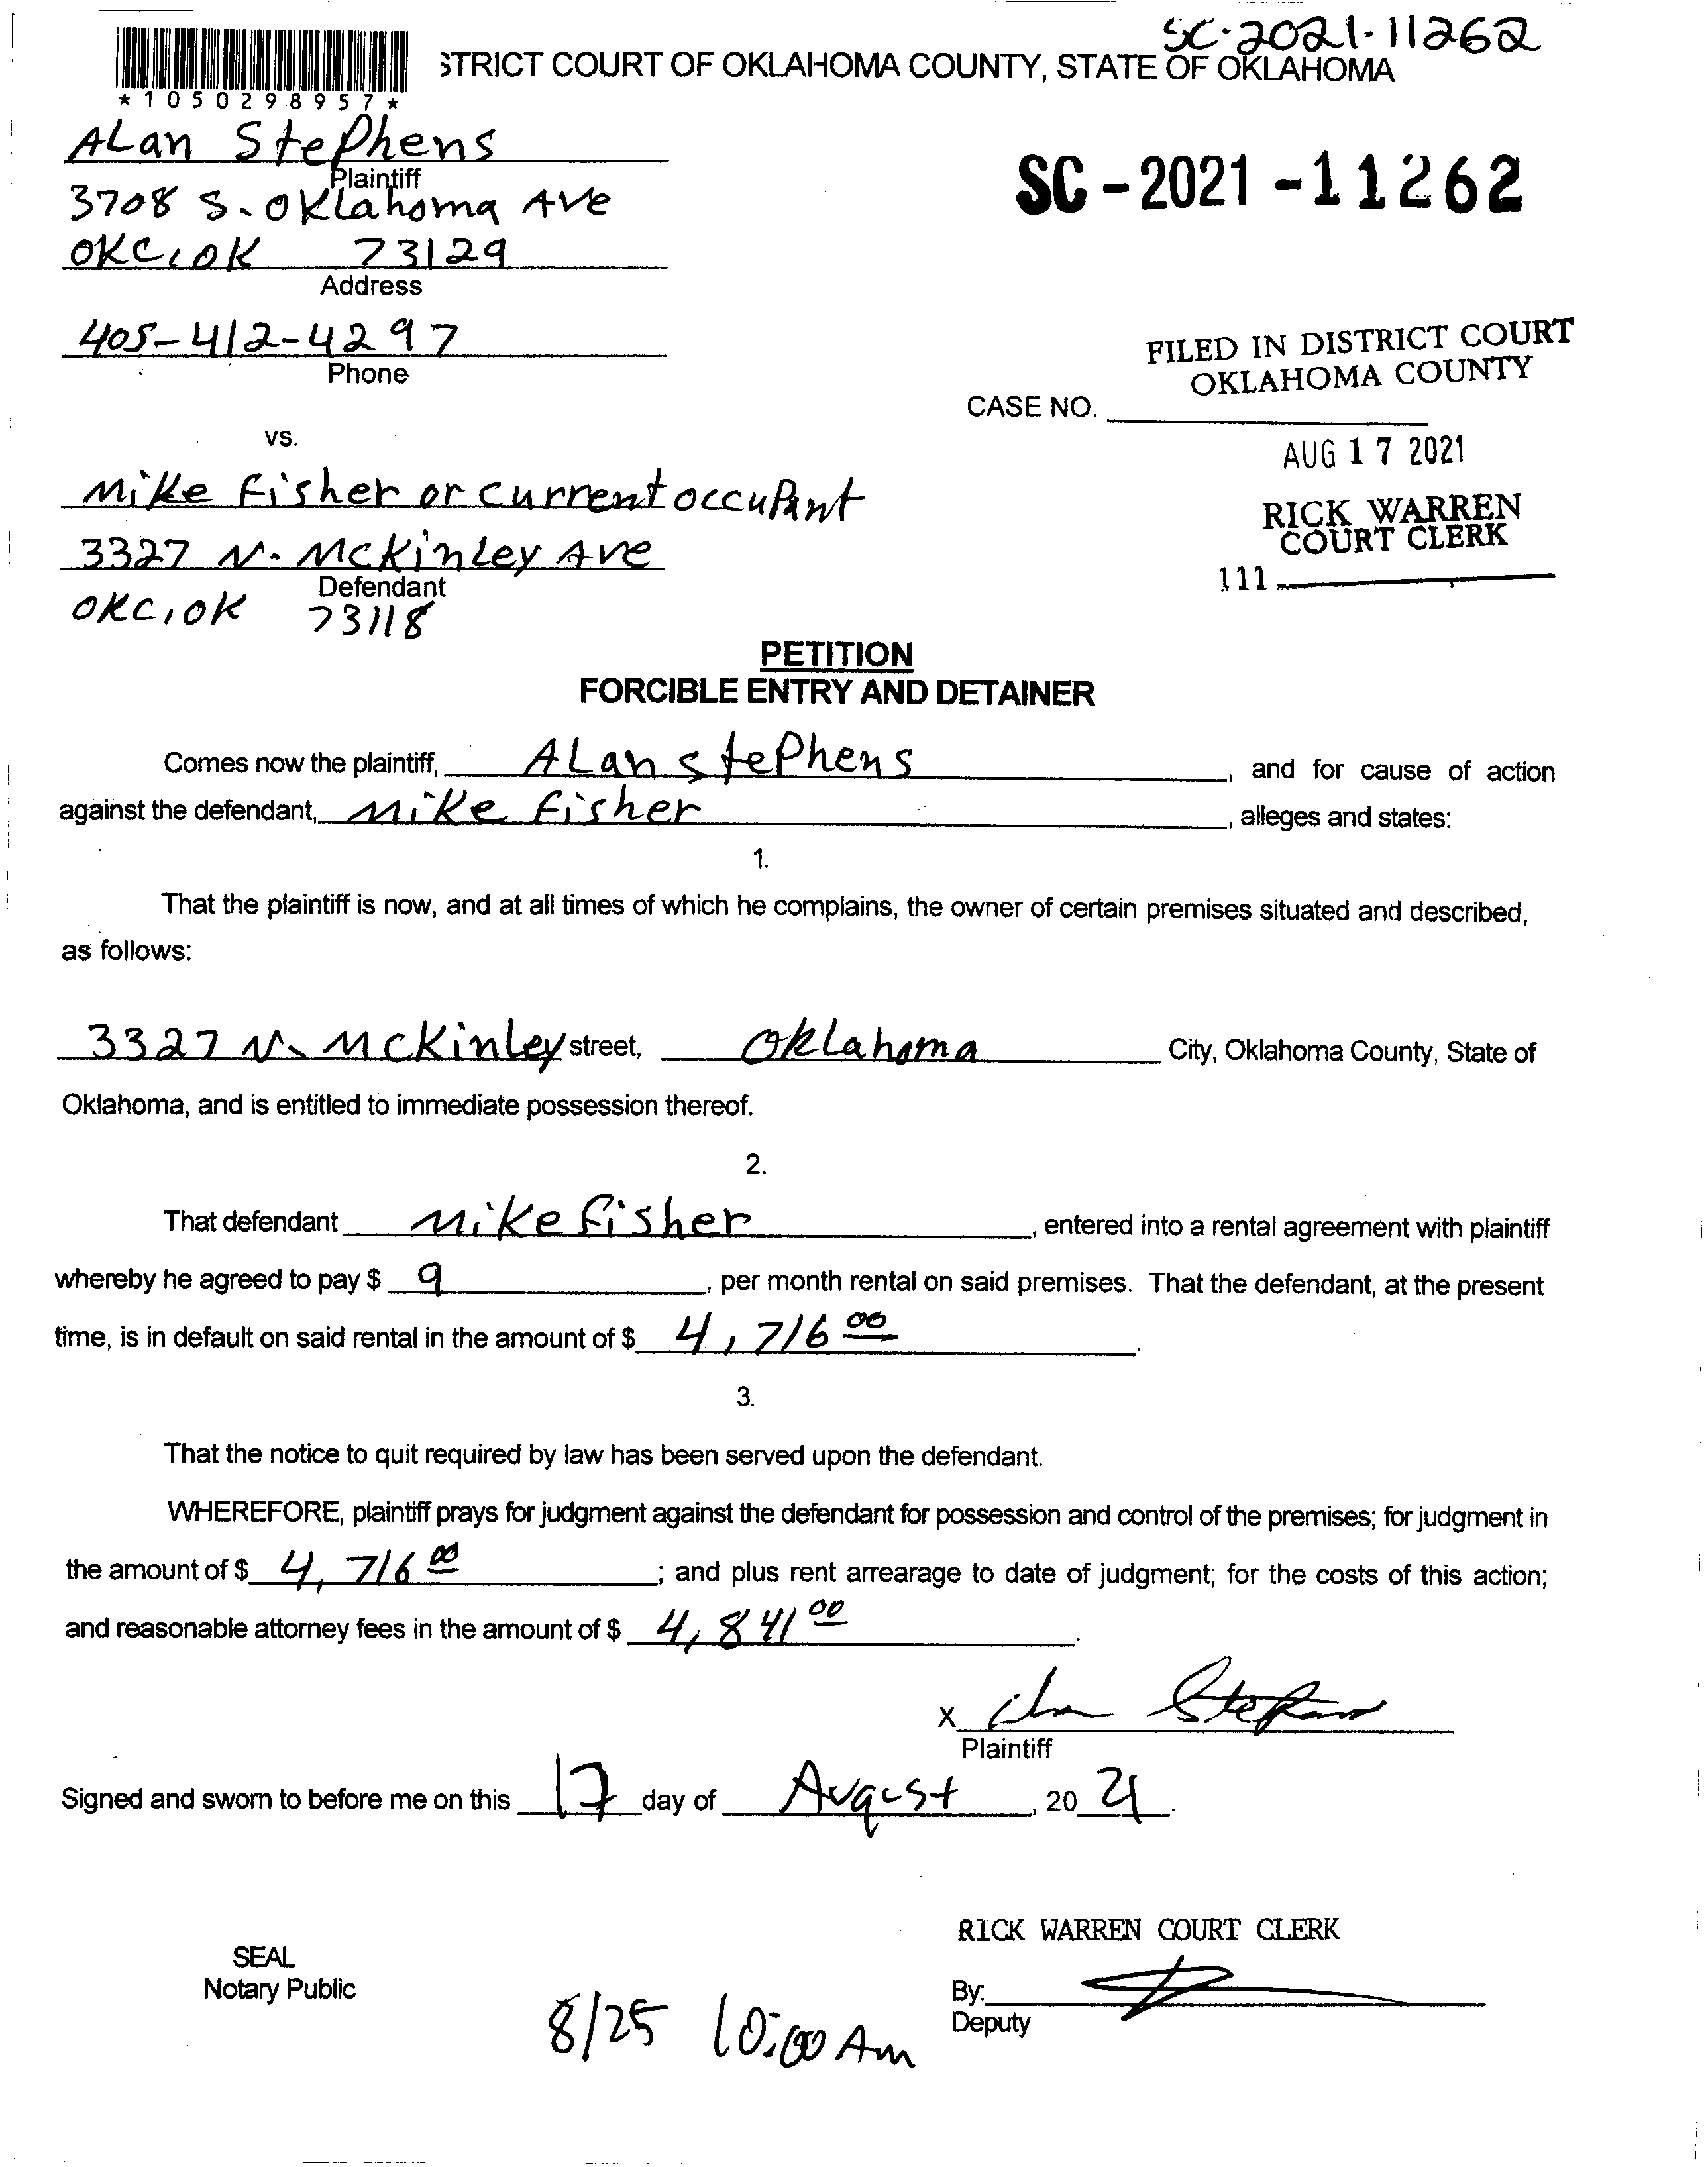 SC-2021-11262
STRICT COURT OF OKLAHOMA COUNTY, STATE OF OKLAHOMA
*1050298957*
ALan StePhens
Plaintiff
SC-2021-11262
3708 S. OKLahoma Ave
OKC, OK 73129
Address
405-412-4297
Phone
FILED IN DISTRICT COURT
OKLAHOMA COUNTY
CASE NO.
vs.
AUG 17 2021
Mike Fisher or current occuPant
RICK WARREN
COURT CLERK
3327 N. McKinLey Ave
Defendant
111
OKC, OK 73118
PETITION
FORCIBLE ENTRY AND DETAINER
Comes now the plaintiff, ALan StePhens, and for cause of action
against the defendant, Mike Fisher, alleges and states:
1.
That the plaintiff is now, and at all times of which he complains, the owner of certain premises situated and described,
as follows:
3327 N. McKinLey street, OkLahoma City, Oklahoma County, State of
Oklahoma, and is entitled to immediate possession thereof.
2.
That defendant Mike Fisher, entered into a rental agreement with plaintiff
whereby he agreed to pay $ 9, per month rental on said premises. That the defendant, at the present
time, is in default on said rental in the amount of $ 4,716 00.
3.
That the notice to quit required by law has been served upon the defendant.
WHEREFORE, plaintiff prays for judgment against the defendant for possession and control of the premises; for judgment in
the amount of $ 4,716 00; and plus rent arrearage to date of judgment; for the costs of this action;
and reasonable attorney fees in the amount of $ 4,841 00.
X Alan Stephens
Plaintiff
Signed and sworn to before me on this 17 day of August, 20 21.
RICK WARREN COURT CLERK
SEAL
Notary Public
By:
Deputy
8/25 10:00 Am